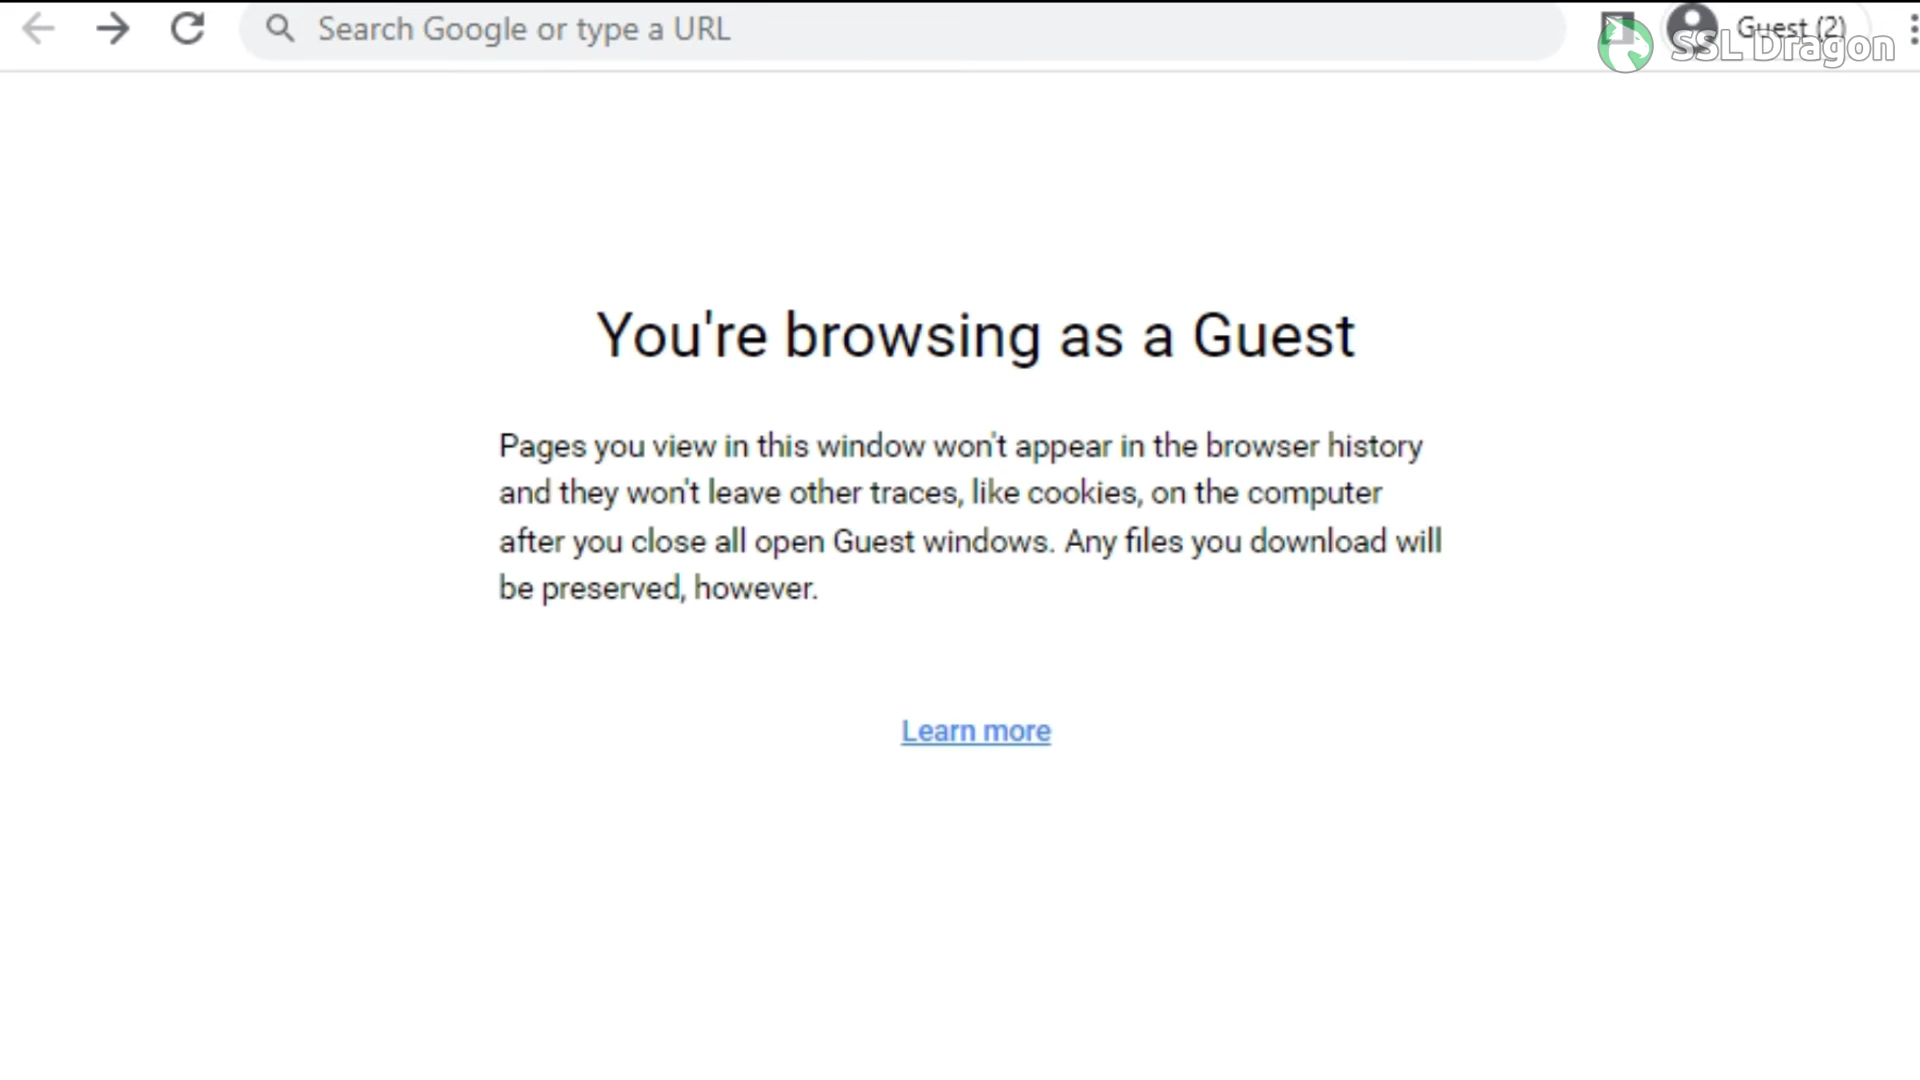 Search Google or type a URL
Guest (2)
SSL Dragon
You're browsing as a Guest
Pages you view in this window won't appear in the browser history
and they won't leave other traces, like cookies, on the computer
after you close all open Guest windows. Any files you download will
be preserved, however.
Learn more